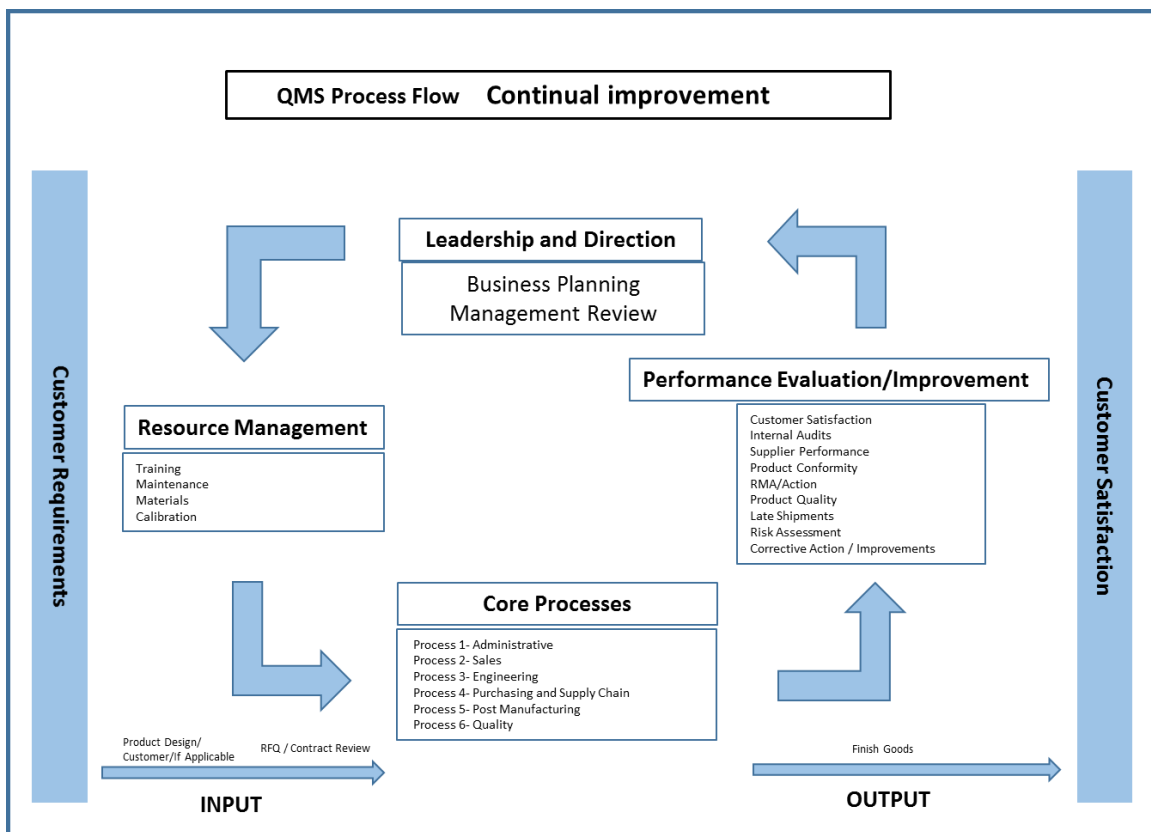 QMS Process Flow Continual improvement
Customer Requirements
Leadership and Direction
Business Planning
Management Review
Resource Management
Training
Maintenance
Materials
Calibration
Performance Evaluation/Improvement
Customer Satisfaction
Internal Audits
Supplier Performance
Product Conformity
RMA/Action
Product Quality
Late Shipments
Risk Assessment
Corrective Action / Improvements
Core Processes
Process 1- Administrative
Process 2- Sales
Process 3- Engineering
Process 4- Purchasing and Supply Chain
Process 5- Post Manufacturing
Process 6- Quality
Product Design/
Customer/If Applicable
RFQ / Contract Review
INPUT
Finish Goods
OUTPUT
Customer Satisfaction